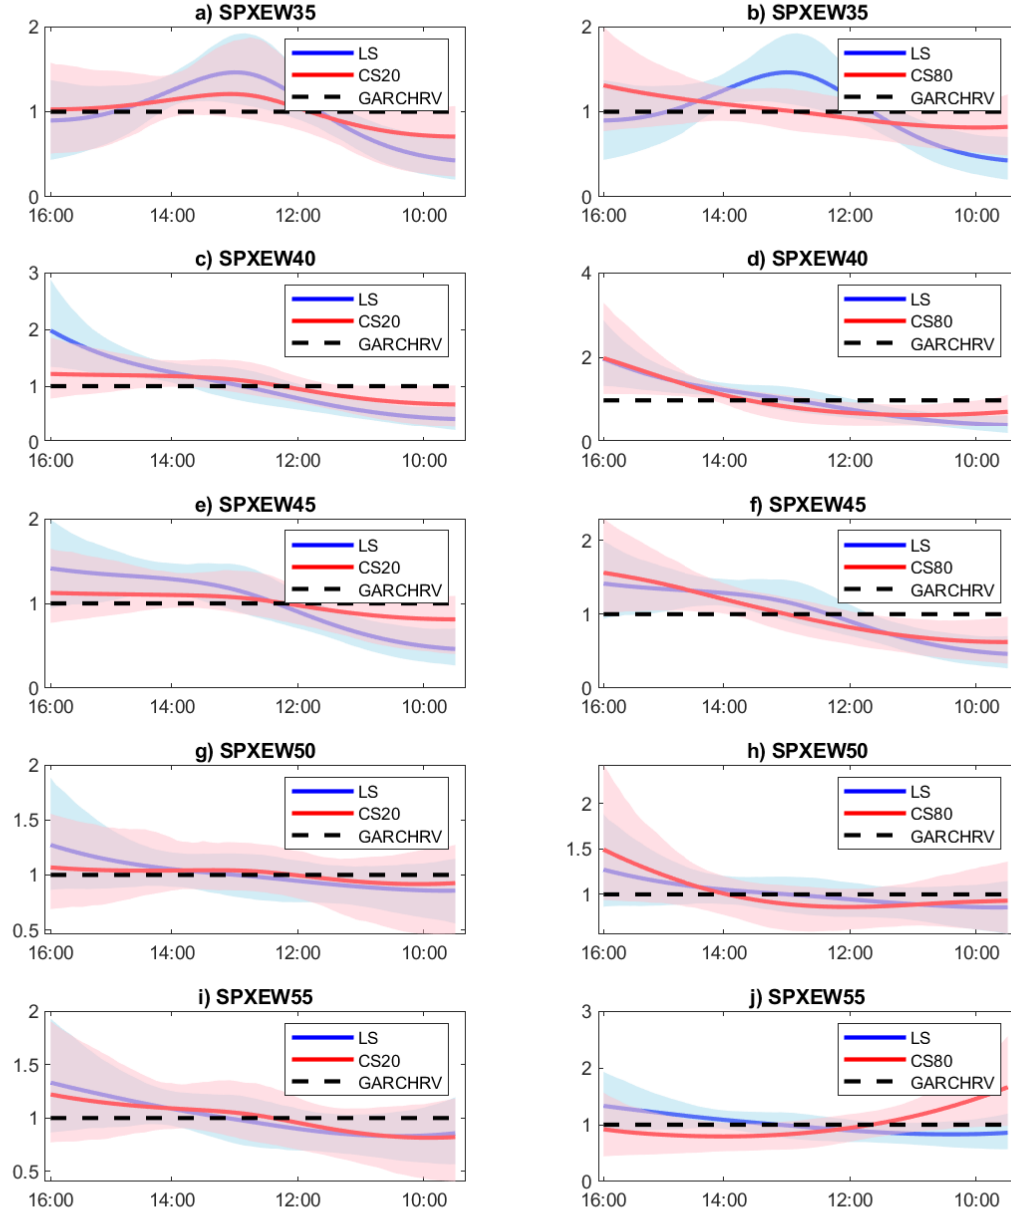 a) SPXEW35
2
1
0
16:00 14:00 12:00 10:00
LS
CS20
GARCHRV
b) SPXEW35
2
1
0
16:00 14:00 12:00 10:00
LS
CS80
GARCHRV
c) SPXEW40
3
2
1
0
16:00 14:00 12:00 10:00
LS
CS20
GARCHRV
d) SPXEW40
4
2
0
16:00 14:00 12:00 10:00
LS
CS80
GARCHRV
e) SPXEW45
2
1
0
16:00 14:00 12:00 10:00
LS
CS20
GARCHRV
f) SPXEW45
2
1
0
16:00 14:00 12:00 10:00
LS
CS80
GARCHRV
g) SPXEW50
2
1.5
1
0.5
16:00 14:00 12:00 10:00
LS
CS20
GARCHRV
h) SPXEW50
2
1.5
1
16:00 14:00 12:00 10:00
LS
CS80
GARCHRV
i) SPXEW55
2
1.5
1
0.5
16:00 14:00 12:00 10:00
LS
CS20
GARCHRV
j) SPXEW55
3
2
1
0
16:00 14:00 12:00 10:00
LS
CS80
GARCHRV